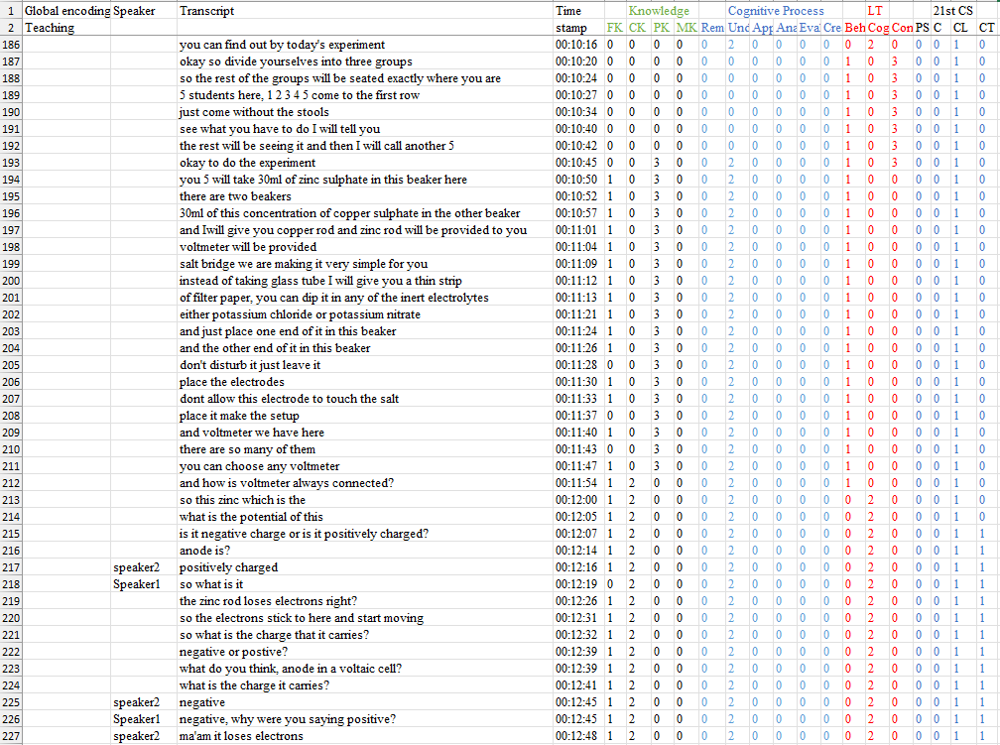 1 Global encoding Speaker Transcript Time Knowledge Cognitive Process LT 21st CS
2 Teaching stamp FK CK PK MK Rem Und App Ana Eva Cre Beh Cog Con PS C CL CT
186 you can find out by today's experiment 00:10:16 0 0 0 0 0 2 0 0 0 0 0 2 0 0 0 1 0
187 okay so divide yourselves into three groups 00:10:20 0 0 0 0 0 0 0 0 0 0 1 0 3 0 0 1 0
188 so the rest of the groups will be seated exactly where you are 00:10:24 0 0 0 0 0 0 0 0 0 0 1 0 3 0 0 1 0
189 5 students here, 1 2 3 4 5 come to the first row 00:10:27 0 0 0 0 0 0 0 0 0 0 1 0 3 0 0 1 0
190 just come without the stools 00:10:34 0 0 0 0 0 0 0 0 0 0 1 0 3 0 0 1 0
191 see what you have to do I will tell you 00:10:40 0 0 0 0 0 0 0 0 0 0 1 0 3 0 0 1 0
192 the rest will be seeing it and then I will call another 5 00:10:42 0 0 0 0 0 0 0 0 0 0 1 0 3 0 0 1 0
193 okay to do the experiment 00:10:45 0 0 3 0 0 2 0 0 0 0 1 0 3 0 0 1 0
194 you 5 will take 30ml of zinc sulphate in this beaker here 00:10:50 1 0 3 0 0 2 0 0 0 0 1 0 0 0 0 1 0
195 there are two beakers 00:10:52 1 0 3 0 0 2 0 0 0 0 1 0 0 0 0 1 0
196 30ml of this concentration of copper sulphate in the other beaker 00:10:57 1 0 3 0 0 2 0 0 0 0 1 0 0 0 0 1 0
197 and Iwill give you copper rod and zinc rod will be provided to you 00:11:01 1 0 3 0 0 2 0 0 0 0 1 0 0 0 0 1 0
198 voltmeter will be provided 00:11:04 1 0 3 0 0 2 0 0 0 0 1 0 0 0 0 1 0
199 salt bridge we are making it very simple for you 00:11:09 1 0 3 0 0 2 0 0 0 0 1 0 0 0 0 1 0
200 instead of taking glass tube I will give you a thin strip 00:11:12 1 0 3 0 0 2 0 0 0 0 1 0 0 0 0 1 0
201 of filter paper, you can dip it in any of the inert electrolytes 00:11:13 1 0 3 0 0 2 0 0 0 0 1 0 0 0 0 1 0
202 either potassium chloride or potassium nitrate 00:11:21 1 0 3 0 0 2 0 0 0 0 1 0 0 0 0 1 0
203 and just place one end of it in this beaker 00:11:24 1 0 3 0 0 2 0 0 0 0 1 0 0 0 0 1 0
204 and the other end of it in this beaker 00:11:26 1 0 3 0 0 2 0 0 0 0 1 0 0 0 0 1 0
205 don't disturb it just leave it 00:11:28 0 0 3 0 0 2 0 0 0 0 1 0 0 0 0 1 0
206 place the electrodes 00:11:30 1 0 3 0 0 2 0 0 0 0 1 0 0 0 0 1 0
207 dont allow this electrode to touch the salt 00:11:33 1 0 3 0 0 2 0 0 0 0 1 0 0 0 0 1 0
208 place it make the setup 00:11:37 0 0 3 0 0 2 0 0 0 0 1 0 0 0 0 1 0
209 and voltmeter we have here 00:11:40 1 0 3 0 0 2 0 0 0 0 1 0 0 0 0 1 0
210 there are so many of them 00:11:43 0 0 3 0 0 2 0 0 0 0 1 0 0 0 0 1 0
211 you can choose any voltmeter 00:11:47 1 0 3 0 0 2 0 0 0 0 1 0 0 0 0 1 0
212 and how is voltmeter always connected? 00:11:54 1 2 0 0 0 2 0 0 0 0 1 0 0 0 0 1 0
213 so this zinc which is the 00:12:00 1 2 0 0 0 2 0 0 0 0 0 2 0 0 0 1 0
214 what is the potential of this 00:12:05 1 2 0 0 0 2 0 0 0 0 0 2 0 0 0 1 0
215 is it negative charge or is it positively charged? 00:12:07 1 2 0 0 0 2 0 0 0 0 0 2 0 0 0 1 1
216 anode is? 00:12:14 1 2 0 0 0 2 0 0 0 0 0 2 0 0 0 1 1
217 speaker2 positively charged 00:12:16 1 2 0 0 0 2 0 0 0 0 0 2 0 0 0 1 1
218 Speaker1 so what is it 00:12:19 0 2 0 0 0 2 0 0 0 0 0 2 0 0 0 1 1
219 the zinc rod loses electrons right? 00:12:26 1 2 0 0 0 2 0 0 0 0 0 2 0 0 0 1 1
220 so the electrons stick to here and start moving 00:12:31 1 2 0 0 0 2 0 0 0 0 0 2 0 0 0 1 1
221 so what is the charge that it carries? 00:12:32 1 2 0 0 0 2 0 0 0 0 0 2 0 0 0 1 1
222 negative or postive? 00:12:39 1 2 0 0 0 2 0 0 0 0 0 2 0 0 0 1 1
223 what do you think, anode in a voltaic cell? 00:12:39 1 2 0 0 0 2 0 0 0 0 0 2 0 0 0 1 1
224 what is the charge it carries? 00:12:41 1 2 0 0 0 2 0 0 0 0 0 2 0 0 0 1 1
225 speaker2 negative 00:12:45 1 2 0 0 0 2 0 0 0 0 0 2 0 0 0 1 1
226 Speaker1 negative, why were you saying positive? 00:12:45 1 2 0 0 0 2 0 0 0 0 0 2 0 0 0 1 1
227 speaker2 ma'am it loses electrons 00:12:48 1 2 0 0 0 2 0 0 0 0 0 2 0 0 0 1 1